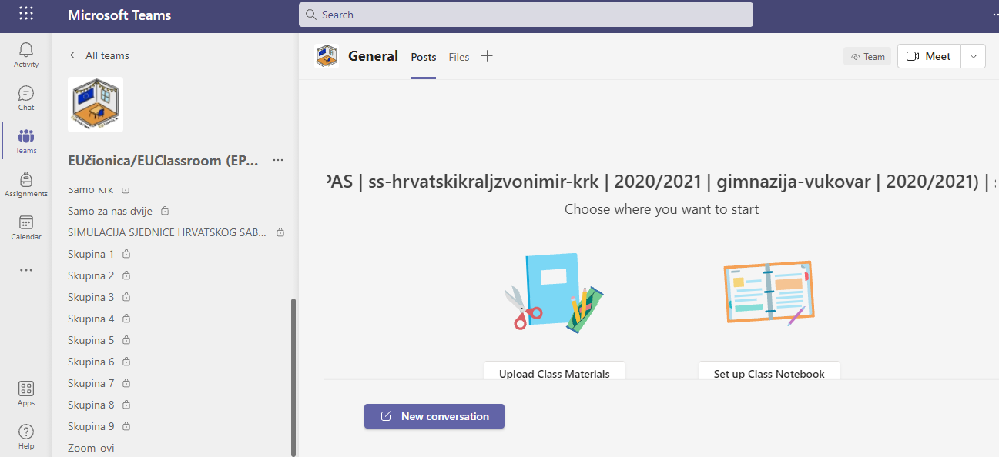 Microsoft Teams
Search
Activity
Chat
Teams
Assignments
Calendar
Apps
Help
All teams
EUčionica/EUClassroom (EP...
Samo Krk
Samo za nas dvije
SIMULACIJA SJEDNICE HRVATSKOG SAB...
Skupina 1
Skupina 2
Skupina 3
Skupina 4
Skupina 5
Skupina 6
Skupina 7
Skupina 8
Skupina 9
Zoom-ovi
General Posts Files
Team Meet
PAS | ss-hrvatskikraljzvonimir-krk | 2020/2021 | gimnazija-vukovar | 2020/2021) |
Choose where you want to start
Upload Class Materials
Set up Class Notebook
New conversation